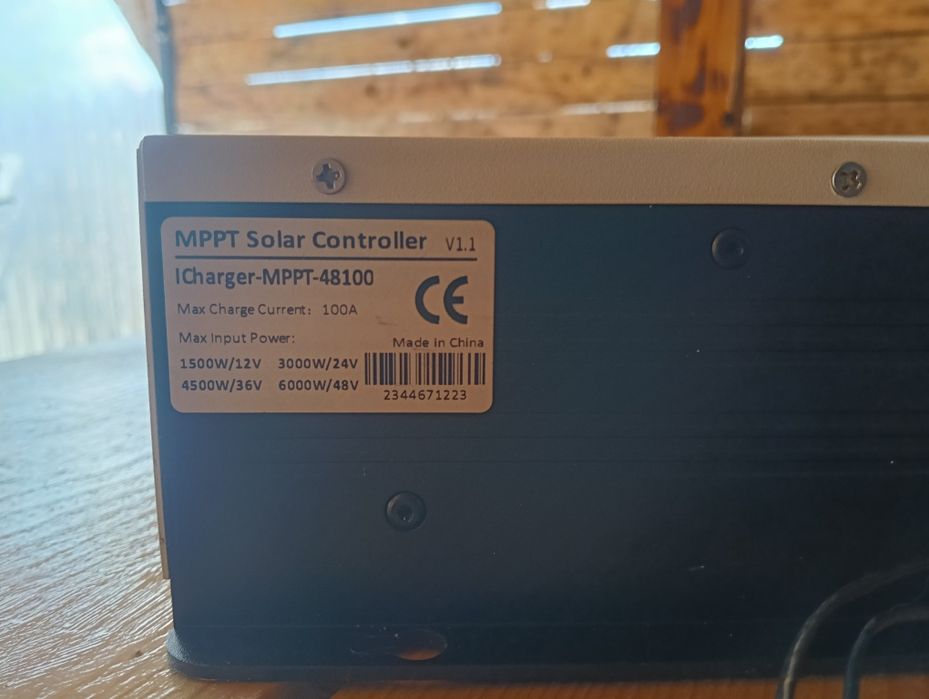 MPPT Solar Controller V1.1
ICharger-MPPT-48100
CE
Max Charge Current: 100A
Max Input Power:
Made in China
1500W/12V 3000W/24V
4500W/36V 6000W/48V
2344671223